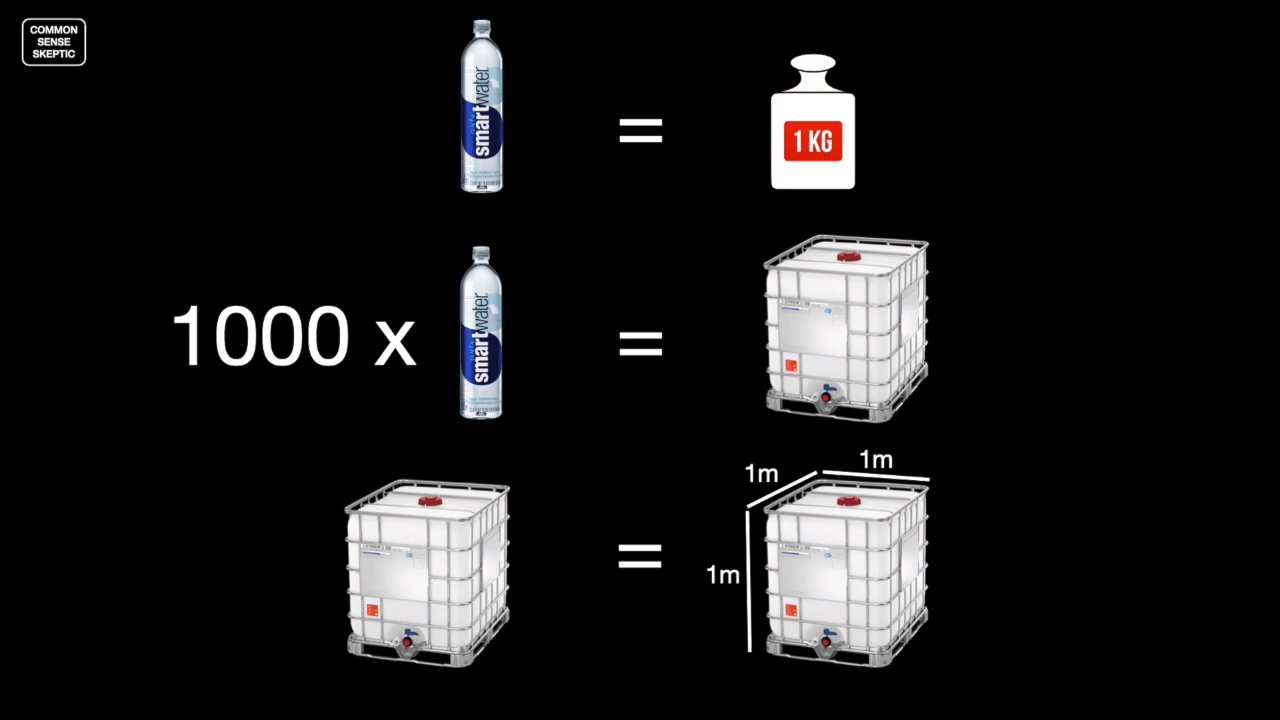 COMMON
SENSE
SKEPTIC
smartwater
=
1 KG
1000 x
smartwater
=
1m
1m
=
1m